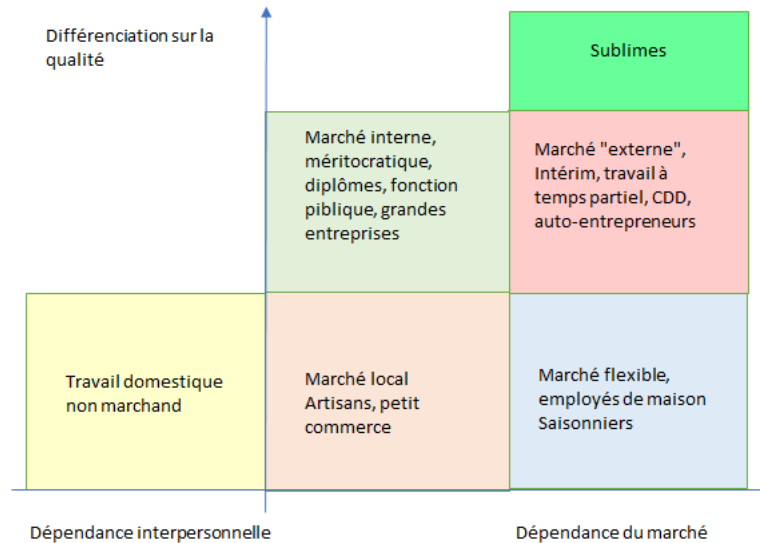 Différenciation sur la
qualité
Sublimes
Marché interne,
méritocratique,
diplômes, fonction
piblique, grandes
entreprises
Marché "externe",
Intérim, travail à
temps partiel, CDD,
auto-entrepreneurs
Travail domestique
non marchand
Marché local
Artisans, petit
commerce
Marché flexible,
employés de maison
Saisonniers
Dépendance interpersonnelle
Dépendance du marché